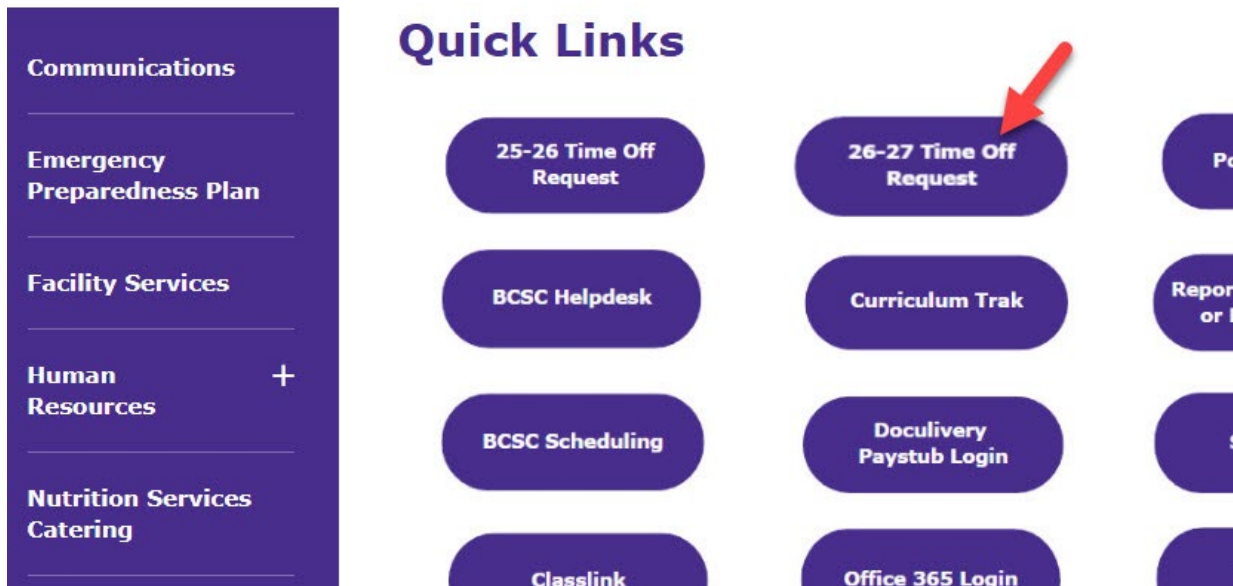 Communications
Emergency
Preparedness Plan
Facility Services
Human +
Resources
Nutrition Services
Catering
Quick Links
25-26 Time Off
Request
26-27 Time Off
Request
BCSC Helpdesk
Curriculum Trak
or
BCSC Scheduling
Doculivery
Paystub Login
Classlink
Office 365 Login